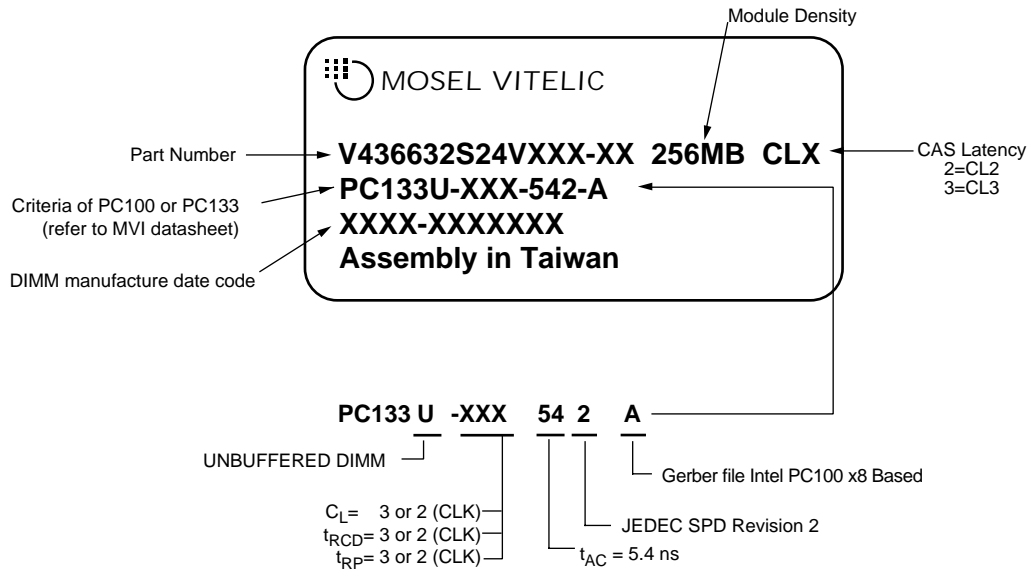 Module Density
MOSEL VITELIC
Part Number
V436632S24VXXX-XX 256MB CLX
CAS Latency
2=CL2
3=CL3
Criteria of PC100 or PC133
(refer to MVI datasheet)
PC133U-XXX-542-A
XXXX-XXXXXXX
DIMM manufacture date code
Assembly in Taiwan
PC133 U -XXX 54 2 A
UNBUFFERED DIMM
Gerber file Intel PC100 x8 Based
CL= 3 or 2 (CLK)
tRCD= 3 or 2 (CLK)
tRP= 3 or 2 (CLK)
JEDEC SPD Revision 2
tAC = 5.4 ns